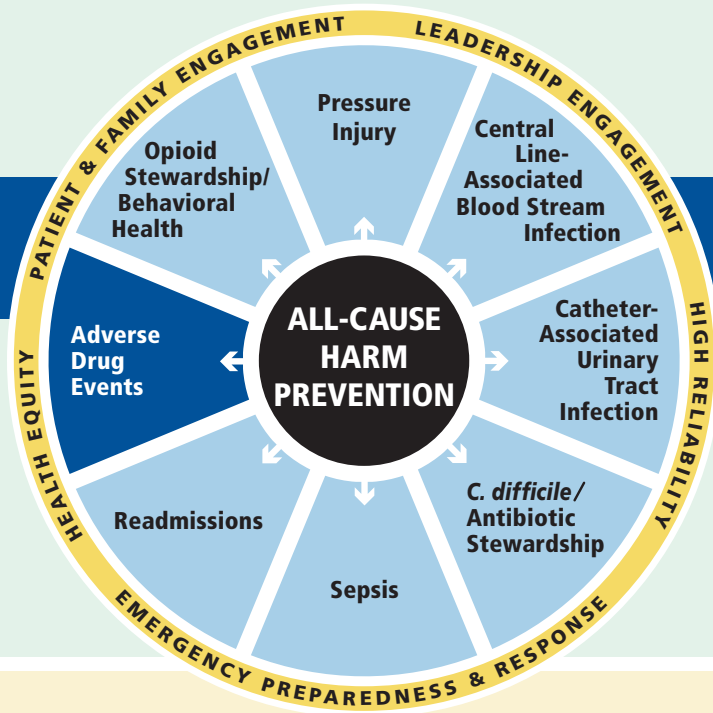 PATIENT & FAMILY ENGAGEMENT
LEADERSHIP ENGAGEMENT
HIGH RELIABILITY
EMERGENCY PREPAREDNESS & RESPONSE
HEALTH EQUITY
Pressure
Injury
Central
Line-
Associated
Blood Stream
Infection
Catheter-
Associated
Urinary
Tract
Infection
C. difficile/
Antibiotic
Stewardship
Sepsis
Readmissions
Adverse
Drug
Events
Opioid
Stewardship/
Behavioral
Health
ALL-CAUSE
HARM
PREVENTION